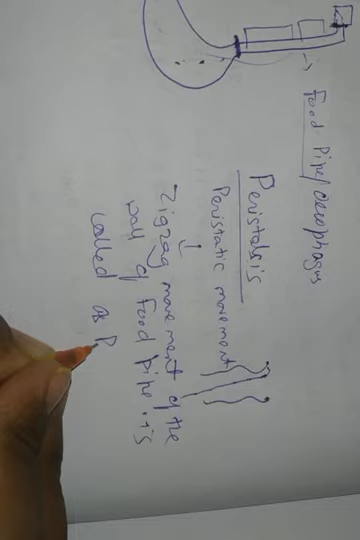 Food Pipe/oesophagus
Peristalsis
Peristatic movement
Zigzag movement of the
wall of food pipe is
called as P